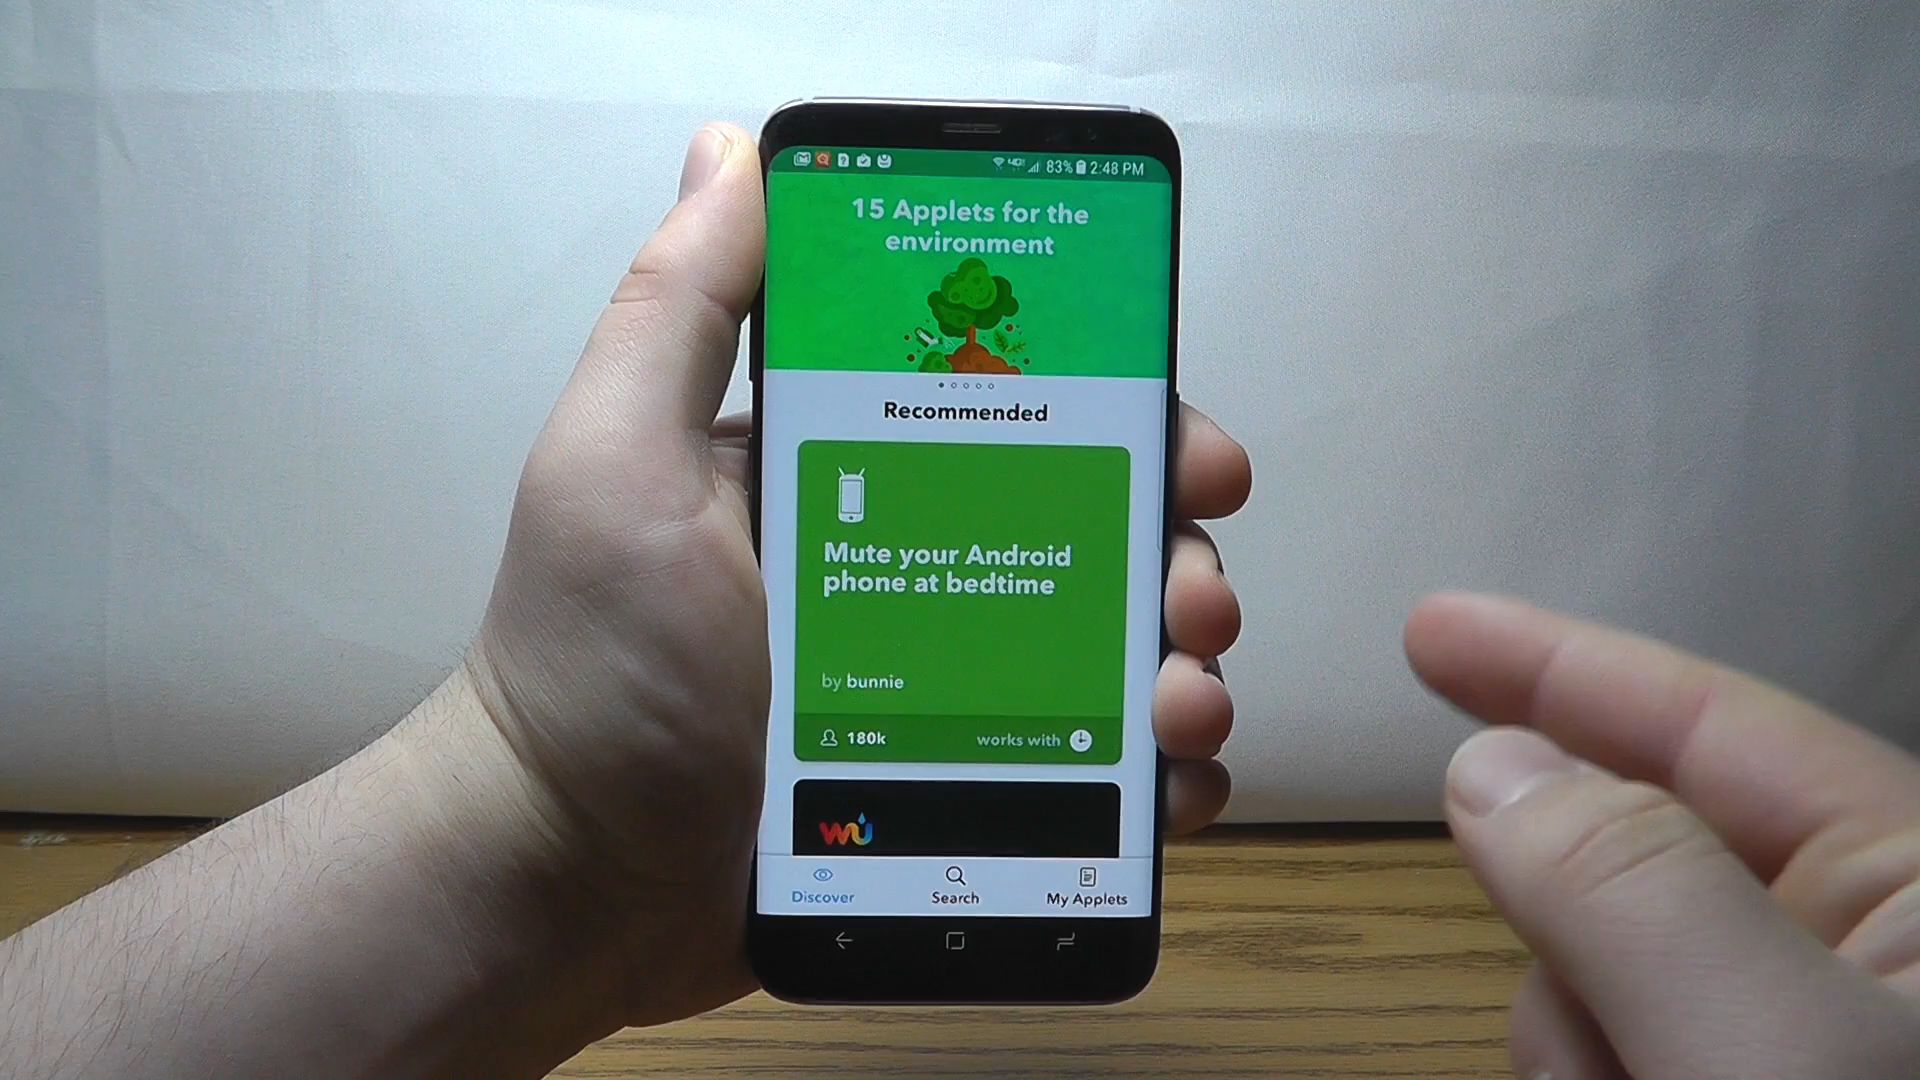 83% 2:48 PM
15 Applets for the
environment
Recommended
Mute your Android
phone at bedtime
by bunnie
180k works with
wu
Discover Search My Applets